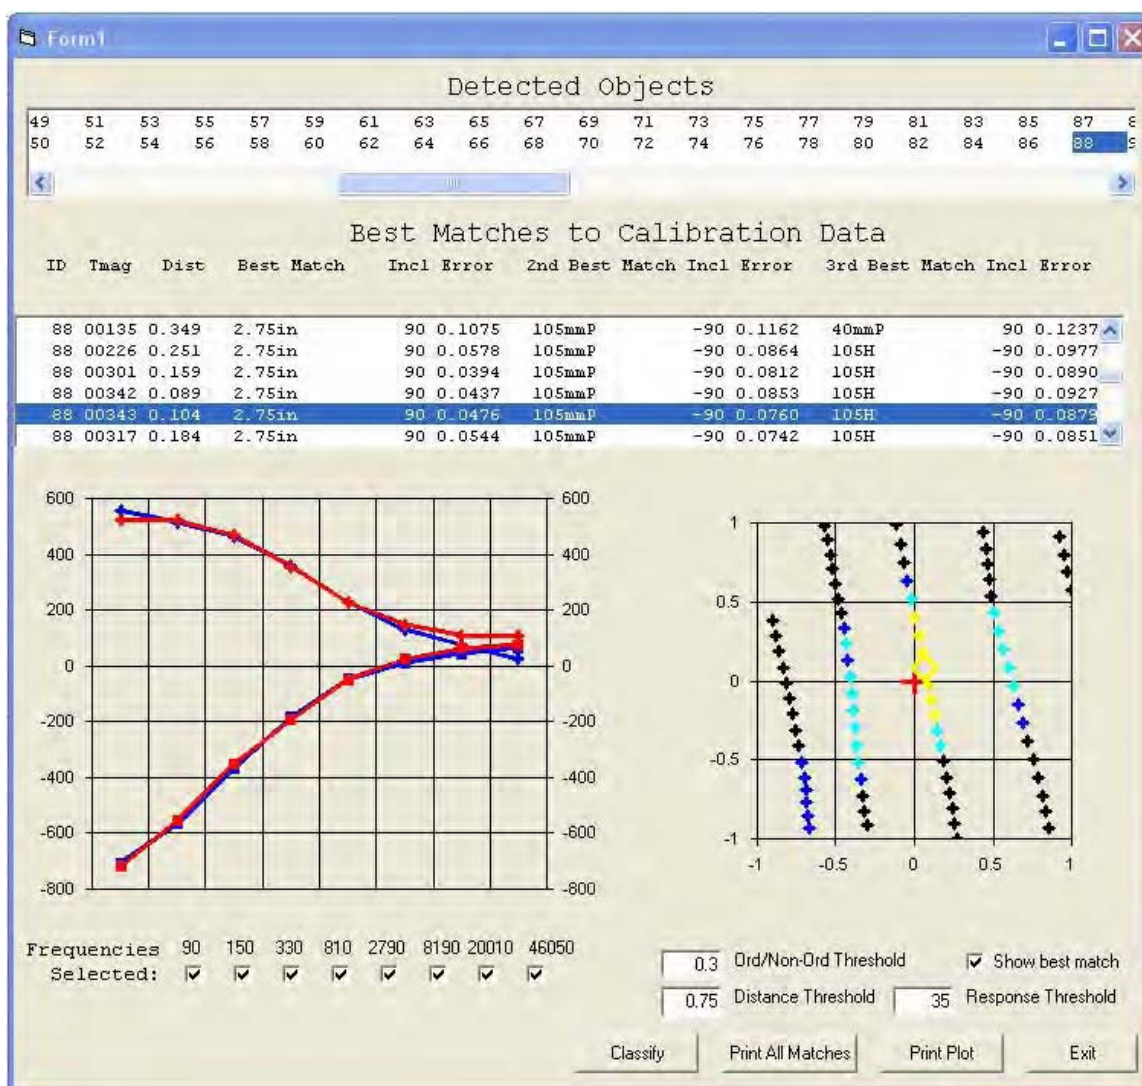 Form1
Detected Objects
49 51 53 55 57 59 61 63 65 67 69 71 73 75 77 79 81 83 85 87
50 52 54 56 58 60 62 64 66 68 70 72 74 76 78 80 82 84 86 88 9
Best Matches to Calibration Data
ID Tmag Dist Best Match Incl Error 2nd Best Match Incl Error 3rd Best Match Incl Error
88 00135 0.349 2.75in 90 0.1075 105mmP -90 0.1162 40mmP 90 0.1237
88 00226 0.251 2.75in 90 0.0578 105mmP -90 0.0864 105H -90 0.0977
88 00301 0.159 2.75in 90 0.0394 105mmP -90 0.0812 105H -90 0.0890
88 00342 0.089 2.75in 90 0.0437 105mmP -90 0.0853 105H -90 0.0927
88 00343 0.104 2.75in 90 0.0476 105mmP -90 0.0760 105H -90 0.0879
88 00317 0.184 2.75in 90 0.0544 105mmP -90 0.0742 105H -90 0.0851
600 600
400 400
200 200
0 0
-200 -200
-400 -400
-600 -600
-800 -800
1
0.5
0
-0.5
-1
-1 -0.5 0 0.5 1
Frequencies 90 150 330 810 2790 8190 20010 46050
Selected:
0.3 Ord/Non-Ord Threshold Show best match
0.75 Distance Threshold 35 Response Threshold
Classify Print All Matches Print Plot Exit